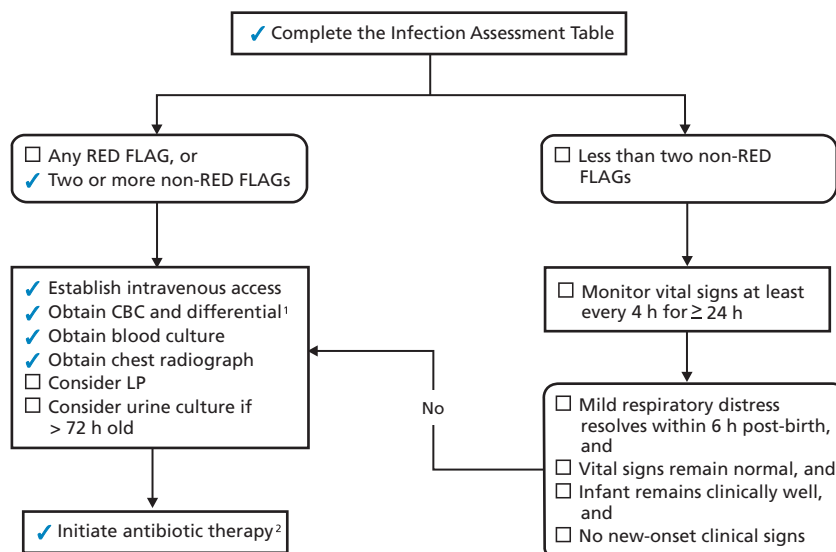 ✓ Complete the Infection Assessment Table
☐ Any RED FLAG, or
✓ Two or more non-RED FLAGs
☐ Less than two non-RED
FLAGs
✓ Establish intravenous access
✓ Obtain CBC and differential¹
✓ Obtain blood culture
✓ Obtain chest radiograph
☐ Consider LP
☐ Consider urine culture if
> 72 h old
☐ Monitor vital signs at least
every 4 h for ≥ 24 h
No
☐ Mild respiratory distress
resolves within 6 h post-birth,
and
☐ Vital signs remain normal, and
☐ Infant remains clinically well,
and
☐ No new-onset clinical signs
✓ Initiate antibiotic therapy²